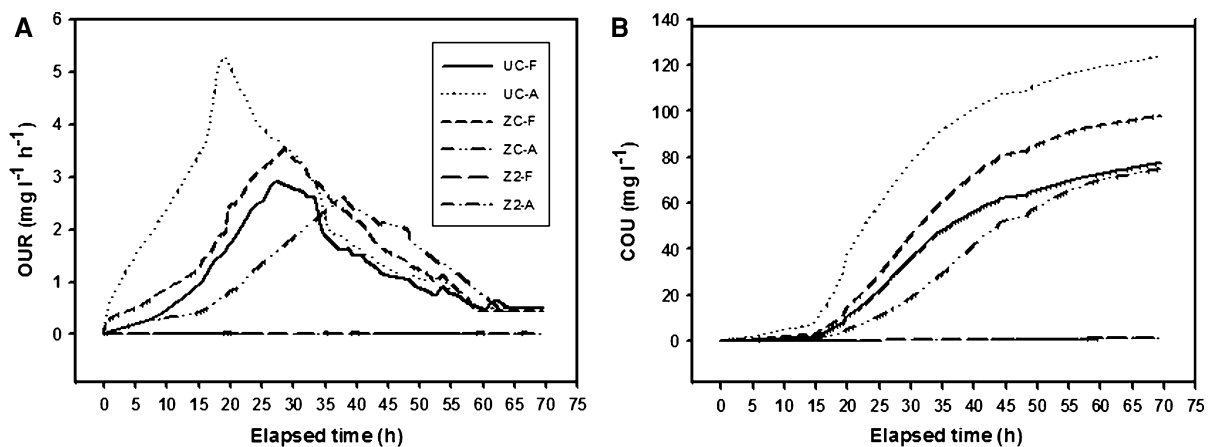 A
OUR (mg l⁻¹ h⁻¹)
6
5
4
3
2
1
0
0 5 10 15 20 25 30 35 40 45 50 55 60 65 70 75
Elapsed time (h)
UC-F
UC-A
ZC-F
ZC-A
Z2-F
Z2-A
B
COU (mg l⁻¹)
140
120
100
80
60
40
20
0
0 5 10 15 20 25 30 35 40 45 50 55 60 65 70 75
Elapsed time (h)